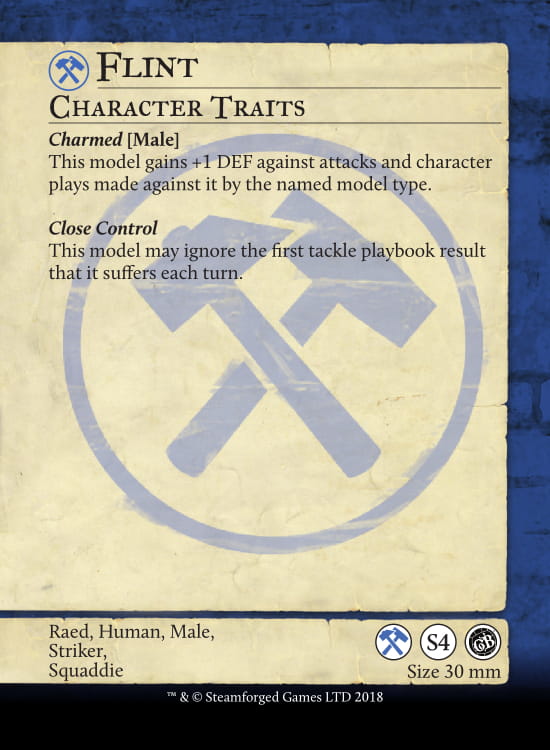 Flint
Character Traits
Charmed [Male]
This model gains +1 DEF against attacks and character
plays made against it by the named model type.
Close Control
This model may ignore the first tackle playbook result
that it suffers each turn.
Raed, Human, Male,
Striker,
Squaddie
S4
GB
Size 30 mm
™ & © Steamforged Games LTD 2018